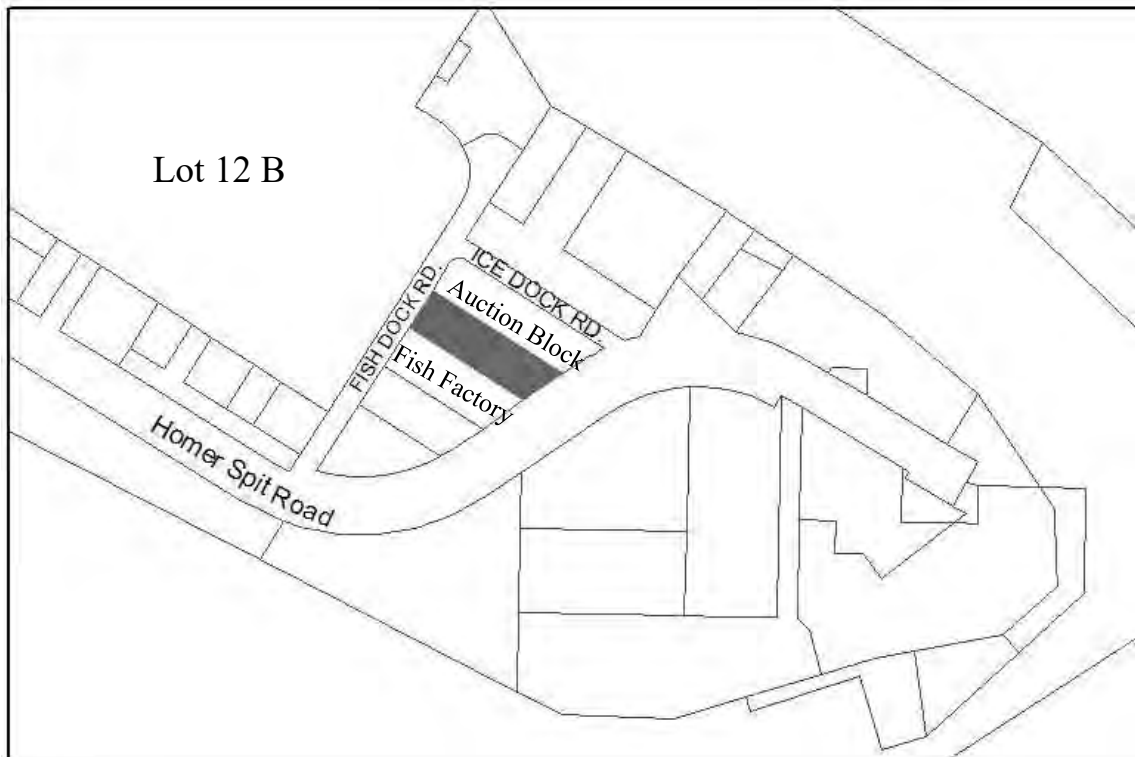 Lot 12 B
ICE DOCK RD.
FISH DOCK RD.
Auction Block
Fish Factory
Homer Spit Road